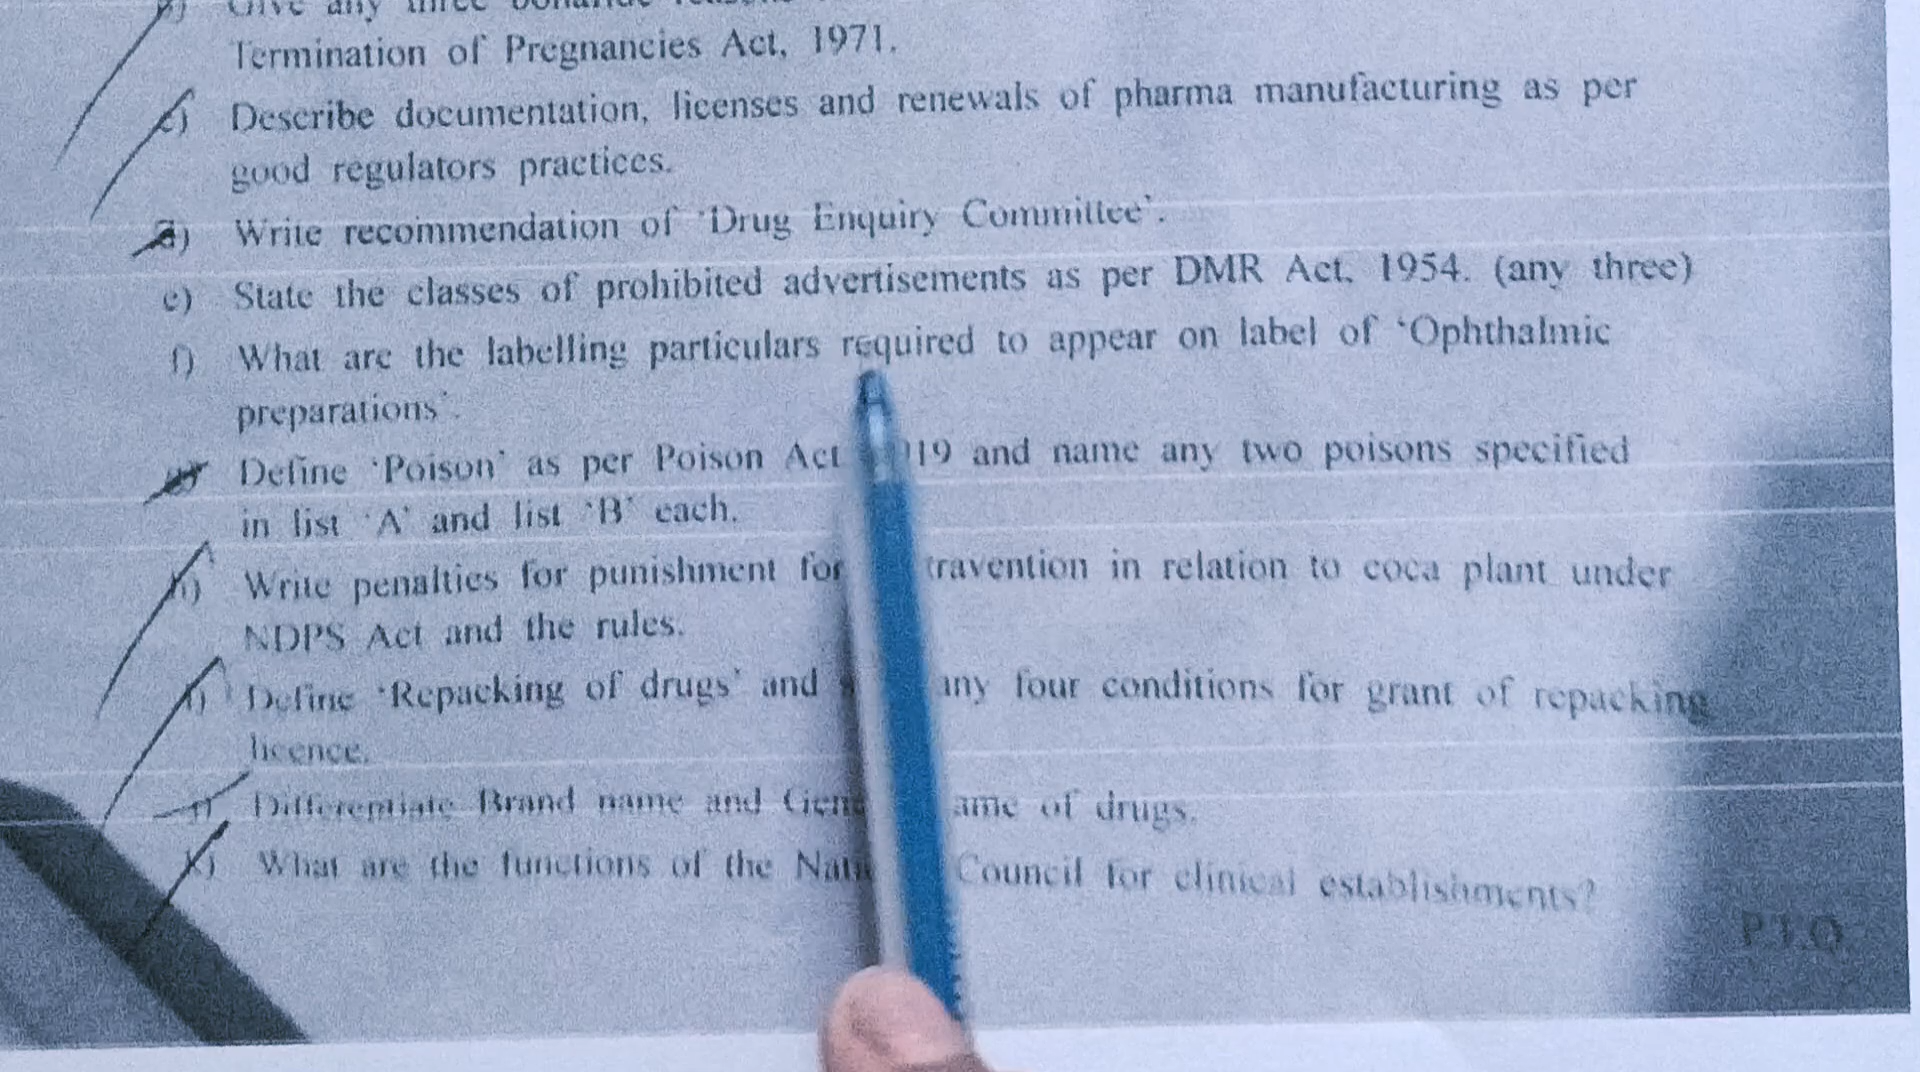 Give any three bonafide
Termination of Pregnancies Act, 1971.
c) Describe documentation, licenses and renewals of pharma manufacturing as per
good regulators practices.
d) Write recommendation of 'Drug Enquiry Committee'.
e) State the classes of prohibited advertisements as per DMR Act, 1954. (any three)
f) What are the labelling particulars required to appear on label of 'Ophthalmic
preparations'.
g) Define 'Poison' as per Poison Act 19 and name any two poisons specified
in list 'A' and list 'B' each.
h) Write penalties for punishment for travention in relation to coca plant under
NDPS Act and the rules.
i) Define 'Repacking of drugs' and any four conditions for grant of repacking
licence.
j) Differentiate Brand name and Gene ame of drugs.
k) What are the functions of the Nati Council for clinical establishments?
P.T.O